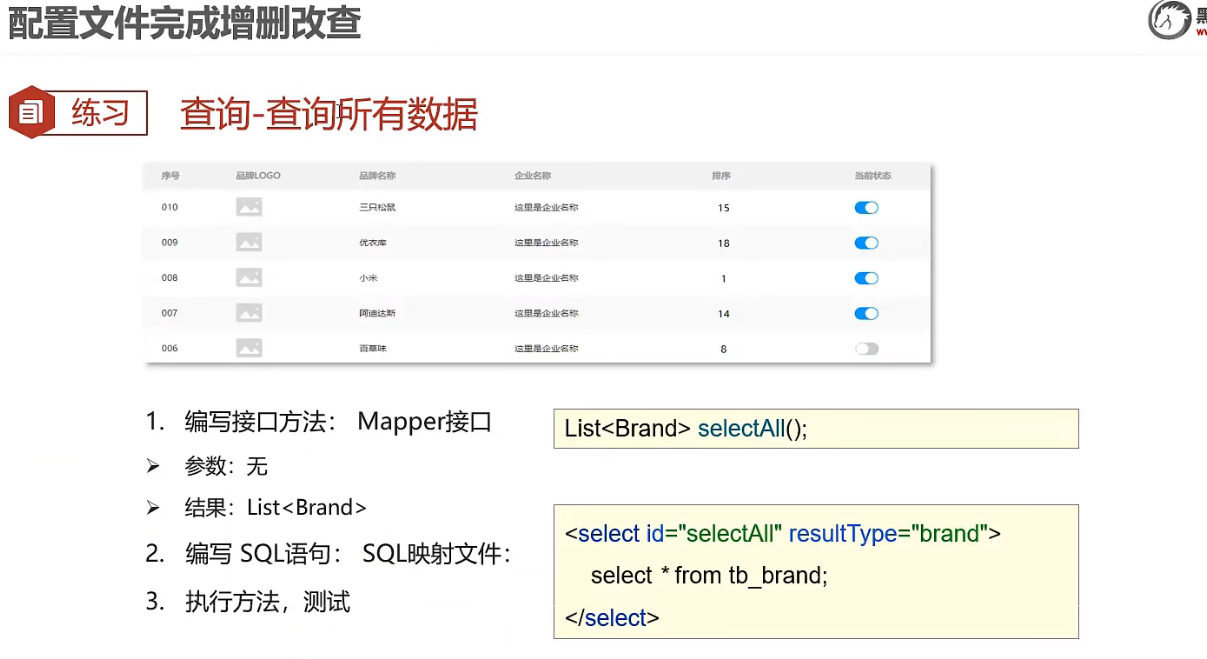 配置文件完成增删改查
黑
练习
查询-查询所有数据
序号 品牌LOGO 品牌名称 企业名称 排序 当前状态
010 三只松鼠 这里是企业名称 15
009 优衣库 这里是企业名称 18
008 小米 这里是企业名称 1
007 阿迪达斯 这里是企业名称 14
006 百草味 这里是企业名称 8
1. 编写接口方法： Mapper接口
➢ 参数：无
➢ 结果：List<Brand>
2. 编写 SQL语句： SQL映射文件：
3. 执行方法，测试
List<Brand> selectAll();
<select id="selectAll" resultType="brand">
select * from tb_brand;
</select>